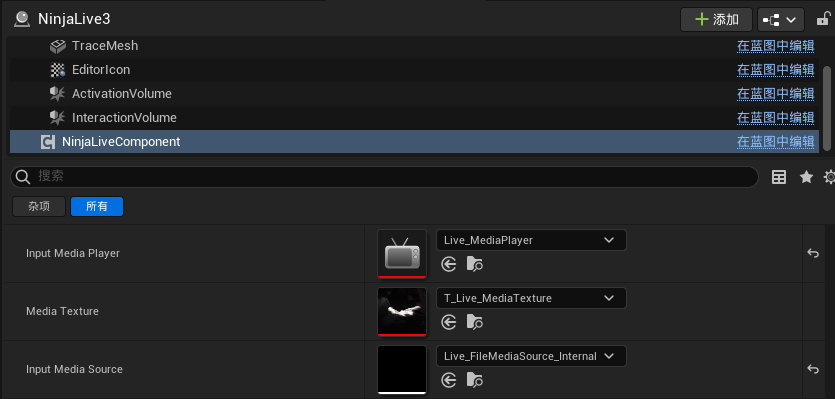 NinjaLive3
添加
TraceMesh 在蓝图中编辑
EditorIcon 在蓝图中编辑
ActivationVolume 在蓝图中编辑
InteractionVolume 在蓝图中编辑
NinjaLiveComponent 在蓝图中编辑
搜索
杂项 所有
Input Media Player Live_MediaPlayer
Media Texture T_Live_MediaTexture
Input Media Source Live_FileMediaSource_Internal